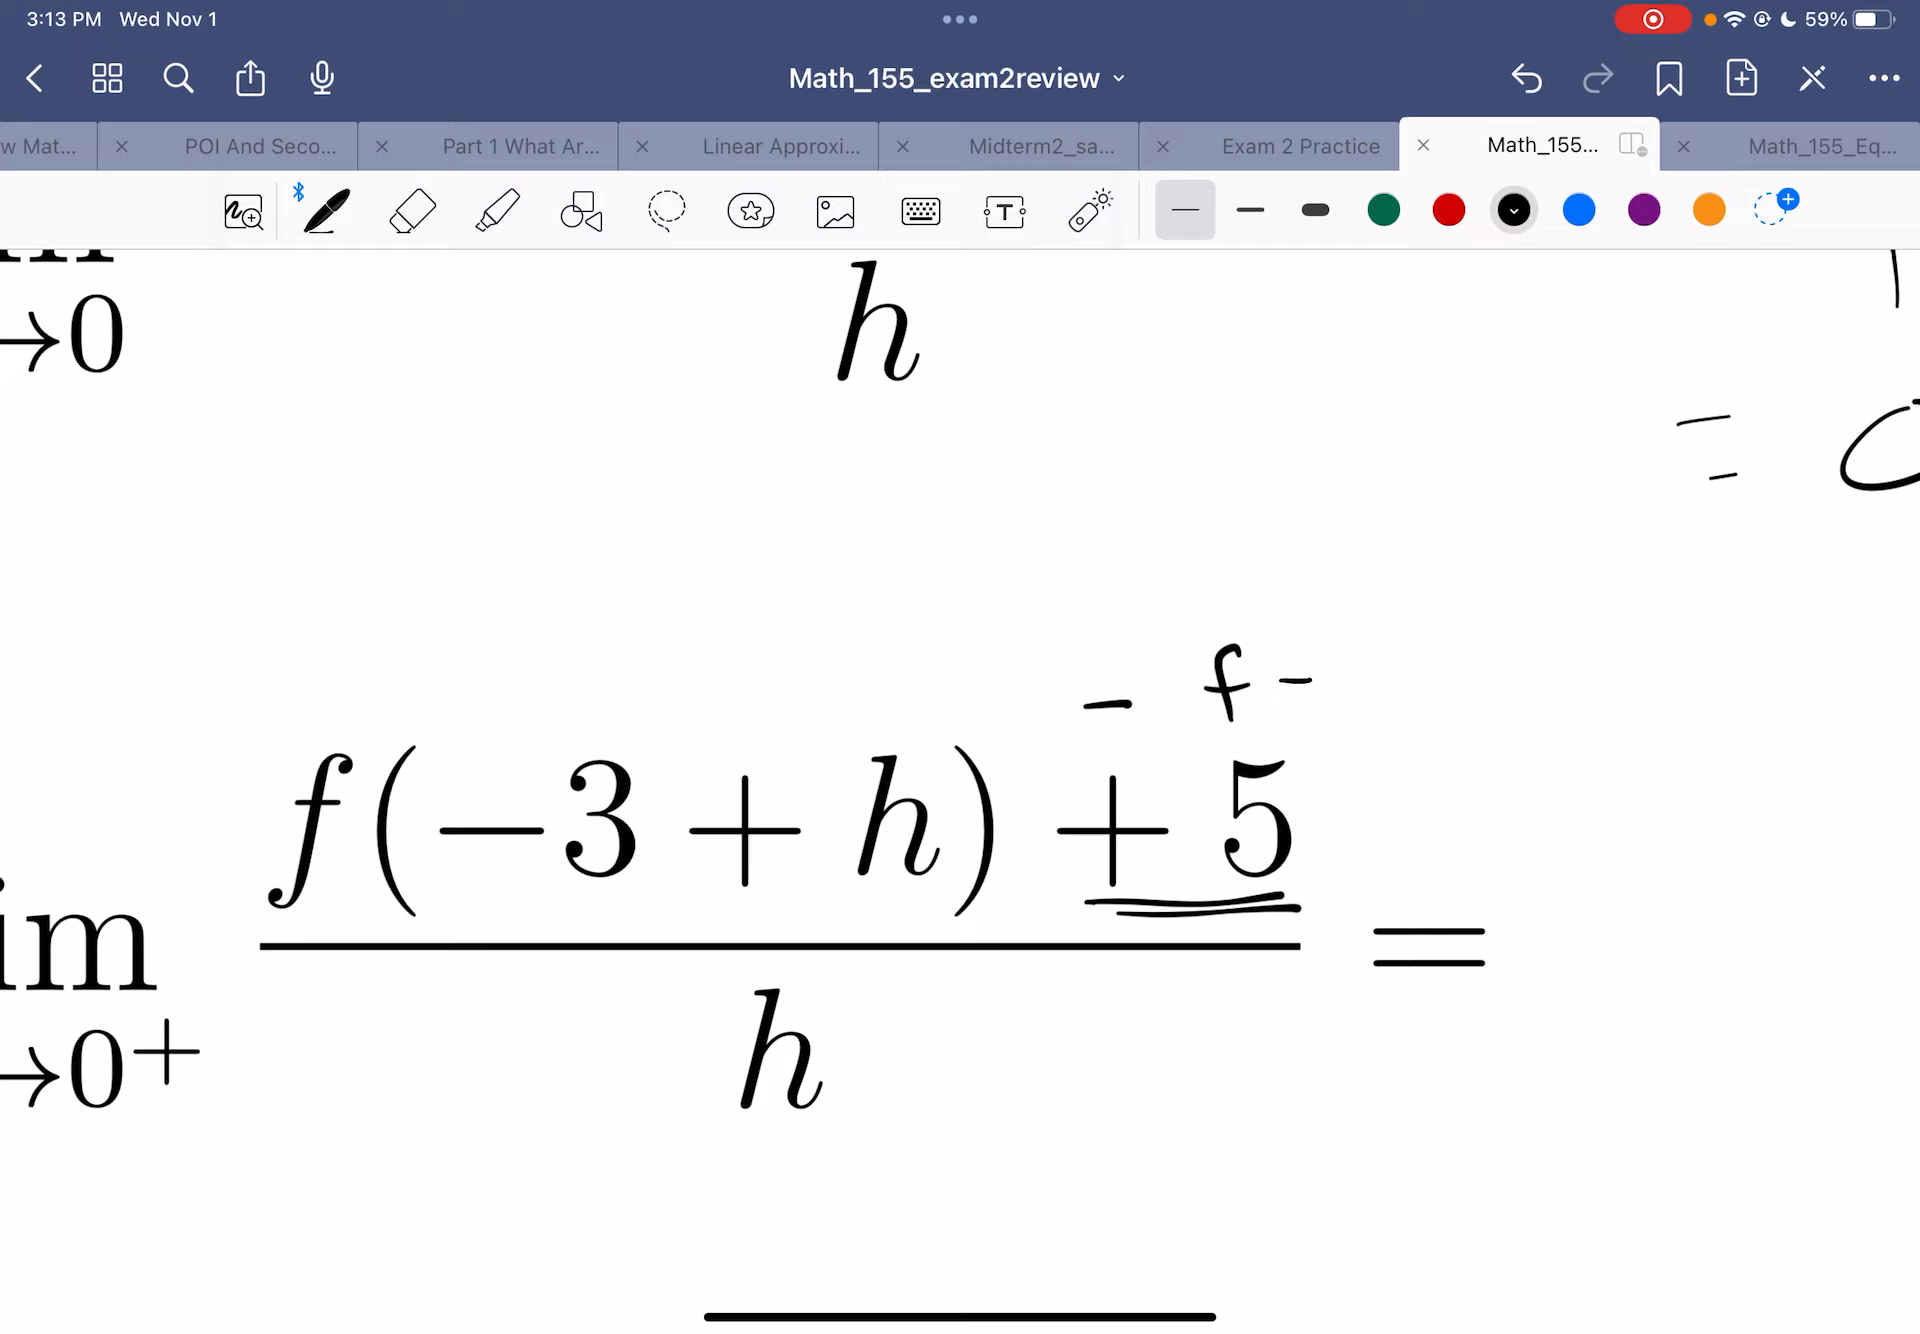 3:13 PM Wed Nov 1
59%
Math_155_exam2review
w Mat...
POI And Seco...
Part 1 What Ar...
Linear Approxi...
Midterm2_sa...
Exam 2 Practice
Math_155...
Math_155_Eq...
→0
h
=
- f -
f(−3 + h) + 5
im
=
→0+
h